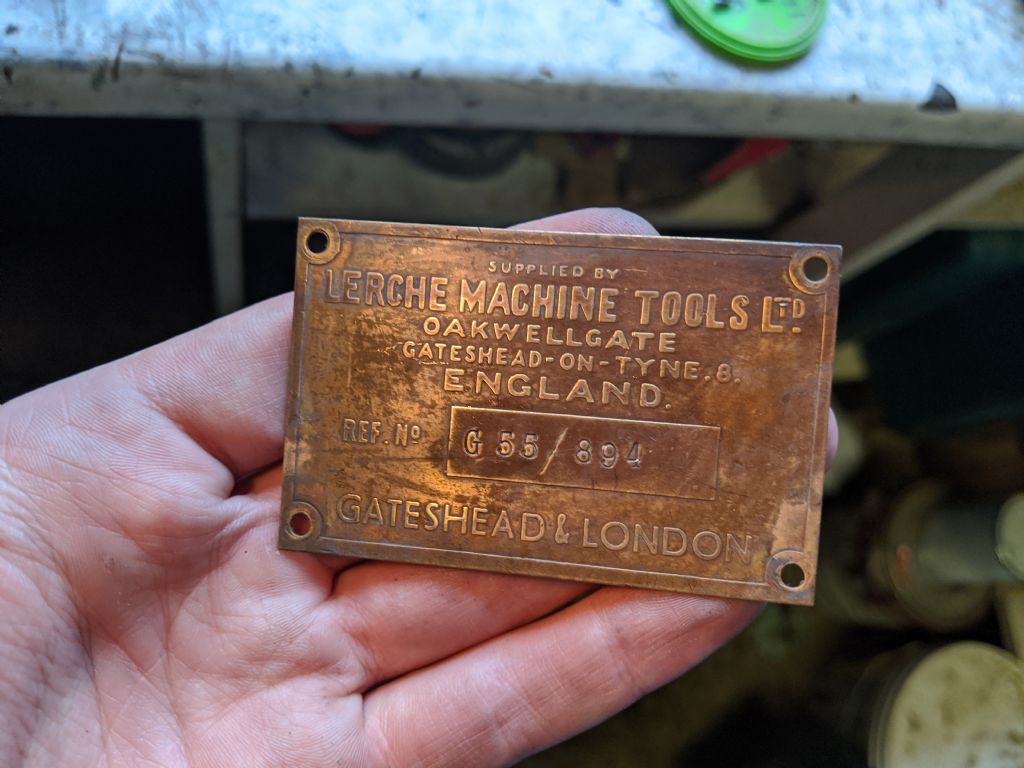 SUPPLIED BY
LERCHE MACHINE TOOLS LTD.
OAKWELLGATE
GATESHEAD-ON-TYNE.8.
ENGLAND.
REF. NO G 55/894
GATESHEAD & LONDON